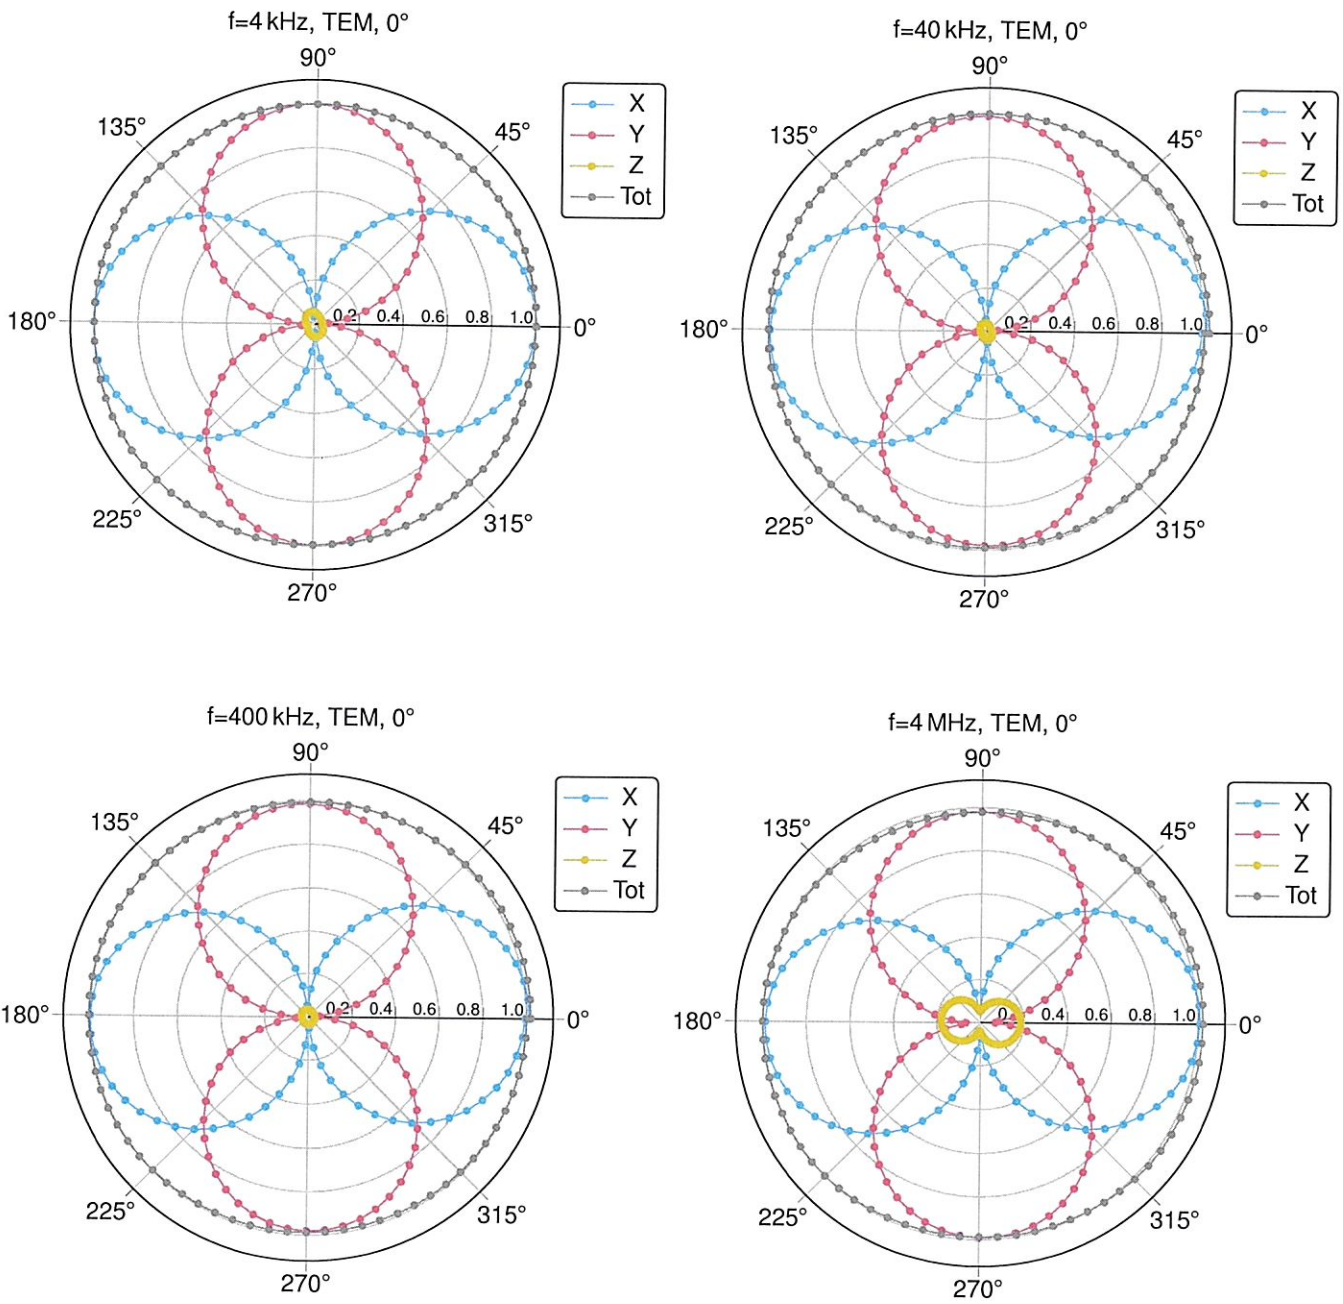 f=4 kHz, TEM, 0°
90°
135°
45°
X
Y
Z
Tot
180°
0.2 0.4 0.6 0.8 1.0
0°
225°
315°
270°
f=40 kHz, TEM, 0°
90°
135°
45°
X
Y
Z
Tot
180°
0.2 0.4 0.6 0.8 1.0
0°
225°
315°
270°
f=400 kHz, TEM, 0°
90°
135°
45°
X
Y
Z
Tot
180°
0.2 0.4 0.6 0.8 1.0
0°
225°
315°
270°
f=4 MHz, TEM, 0°
90°
135°
45°
X
Y
Z
Tot
180°
0.4 0.6 0.8 1.0
0°
225°
315°
270°